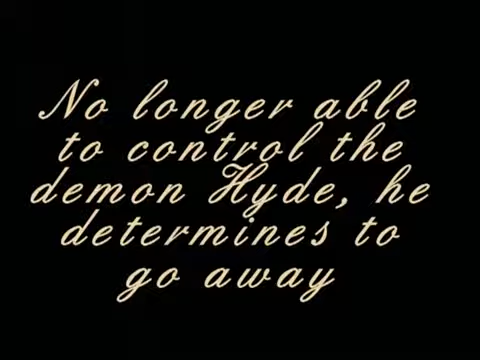 No longer able
to control the
demon Hyde, he
determines to
go away